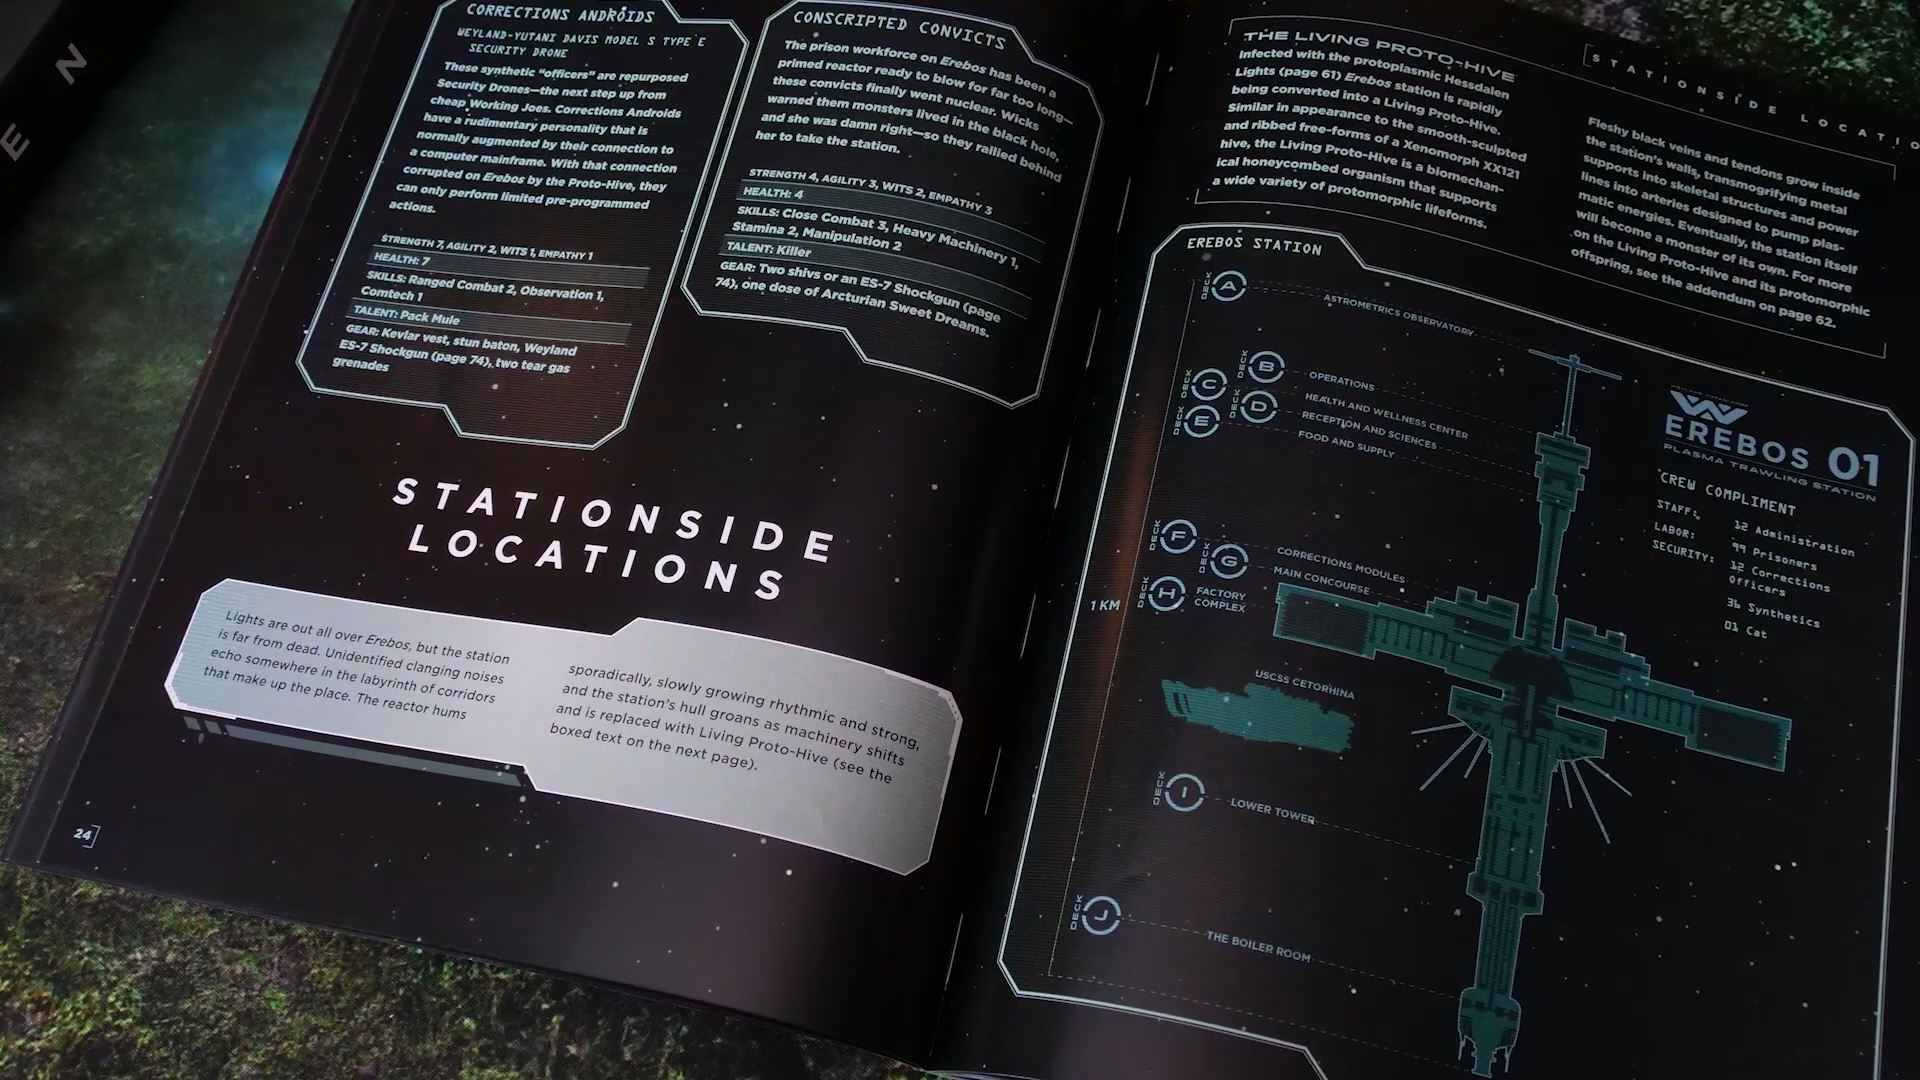 E N
CORRECTIONS ANDROIDS
WEYLAND-YUTANI DAVIS MODEL S TYPE E
SECURITY DRONE
These synthetic “officers” are repurposed
Security Drones—the next step up from
cheap Working Joes. Corrections Androids
have a rudimentary personality that is
normally augmented by their connection to
a computer mainframe. With that connection
corrupted on Erebos by the Proto-Hive, they
can only perform limited pre-programmed
actions.
STRENGTH 7, AGILITY 2, WITS 1, EMPATHY 1
HEALTH: 7
SKILLS: Ranged Combat 2, Observation 1,
Comtech 1
TALENT: Pack Mule
GEAR: Kevlar vest, stun baton, Weyland
ES-7 Shockgun (page 74), two tear gas
grenades
CONSCRIPTED CONVICTS
The prison workforce on Erebos has been a
primed reactor ready to blow for far too long—
these convicts finally went nuclear. Wicks
warned them monsters lived in the black hole,
and she was damn right—so they rallied behind
her to take the station.
STRENGTH 4, AGILITY 3, WITS 2, EMPATHY 3
HEALTH: 4
SKILLS: Close Combat 3, Heavy Machinery 1,
Stamina 2, Manipulation 2
TALENT: Killer
GEAR: Two shivs or an ES-7 Shockgun (page
74), one dose of Arcturian Sweet Dreams.
STATIONSIDE
LOCATIONS
Lights are out all over Erebos, but the station
is far from dead. Unidentified clanging noises
echo somewhere in the labyrinth of corridors
that make up the place. The reactor hums
sporadically, slowly growing rhythmic and strong,
and the station’s hull groans as machinery shifts
and is replaced with Living Proto-Hive (see the
boxed text on the next page).
24
STATIONSIDE LOCATIO
THE LIVING PROTO-HIVE
Infected with the protoplasmic Hessdalen
Lights (page 61) Erebos station is rapidly
being converted into a Living Proto-Hive.
Similar in appearance to the smooth-sculpted
and ribbed free-forms of a Xenomorph XX121
hive, the Living Proto-Hive is a biomechan-
ical honeycombed organism that supports
a wide variety of protomorphic lifeforms.
Fleshy black veins and tendons grow inside
the station’s walls, transmogrifying metal
supports into skeletal structures and power
lines into arteries designed to pump plas-
matic energies. Eventually, the station itself
will become a monster of its own. For more
on the Living Proto-Hive and its protomorphic
offspring, see the addendum on page 62.
EREBOS STATION
DECK A ASTROMETRICS OBSERVATORY
DECK B OPERATIONS
DECK C HEALTH AND WELLNESS CENTER
DECK D RECEPTION AND SCIENCES
DECK E FOOD AND SUPPLY
DECK F CORRECTIONS MODULES
DECK G MAIN CONCOURSE
DECK H FACTORY
COMPLEX
1 KM
USCSS CETORHINA
DECK I LOWER TOWER
DECK J THE BOILER ROOM
EREBOS 01
PLASMA TRAWLING STATION
CREW COMPLIMENT
STAFF: 12 Administration
LABOR: 99 Prisoners
SECURITY: 12 Corrections
Officers
36 Synthetics
01 Cat